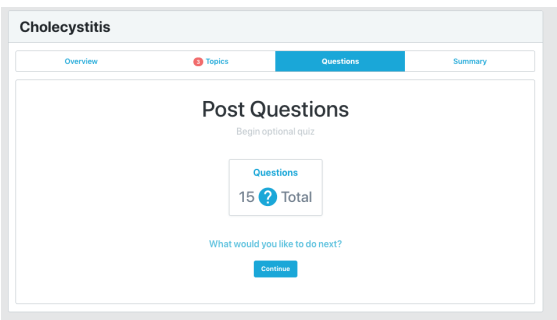 Cholecystitis
Overview
3 Topics
Questions
Summary
Post Questions
Begin optional quiz
Questions
15 ? Total
What would you like to do next?
Continue